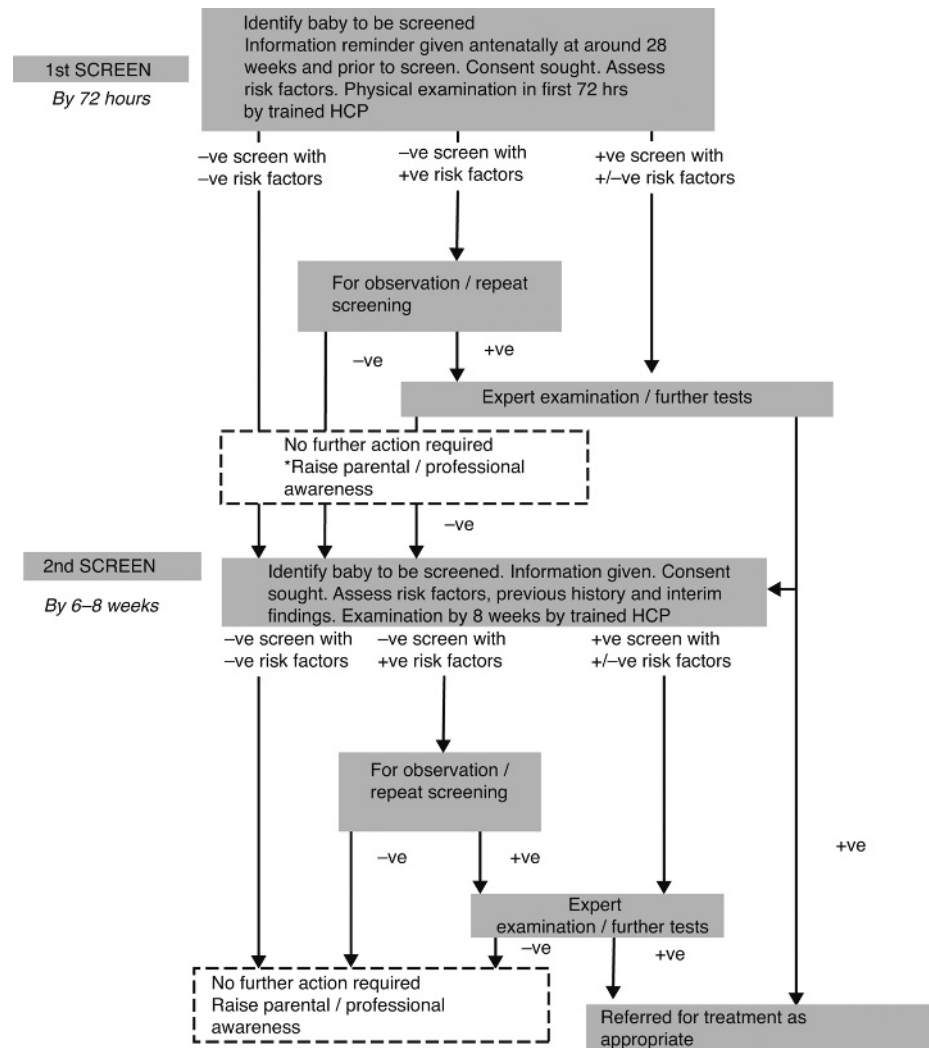 Identify baby to be screened
Information reminder given antenatally at around 28
weeks and prior to screen. Consent sought. Assess
risk factors. Physical examination in first 72 hrs
by trained HCP
1st SCREEN
By 72 hours
–ve screen with
–ve risk factors
–ve screen with
+ve risk factors
+ve screen with
+/–ve risk factors
For observation / repeat
screening
–ve
+ve
Expert examination / further tests
No further action required
*Raise parental / professional
awareness
–ve
2nd SCREEN
By 6–8 weeks
Identify baby to be screened. Information given. Consent
sought. Assess risk factors, previous history and interim
findings. Examination by 8 weeks by trained HCP
–ve screen with
–ve risk factors
–ve screen with
+ve risk factors
+ve screen with
+/–ve risk factors
For observation /
repeat screening
–ve
+ve
+ve
Expert
examination / further tests
–ve
+ve
No further action required
Raise parental / professional
awareness
Referred for treatment as
appropriate